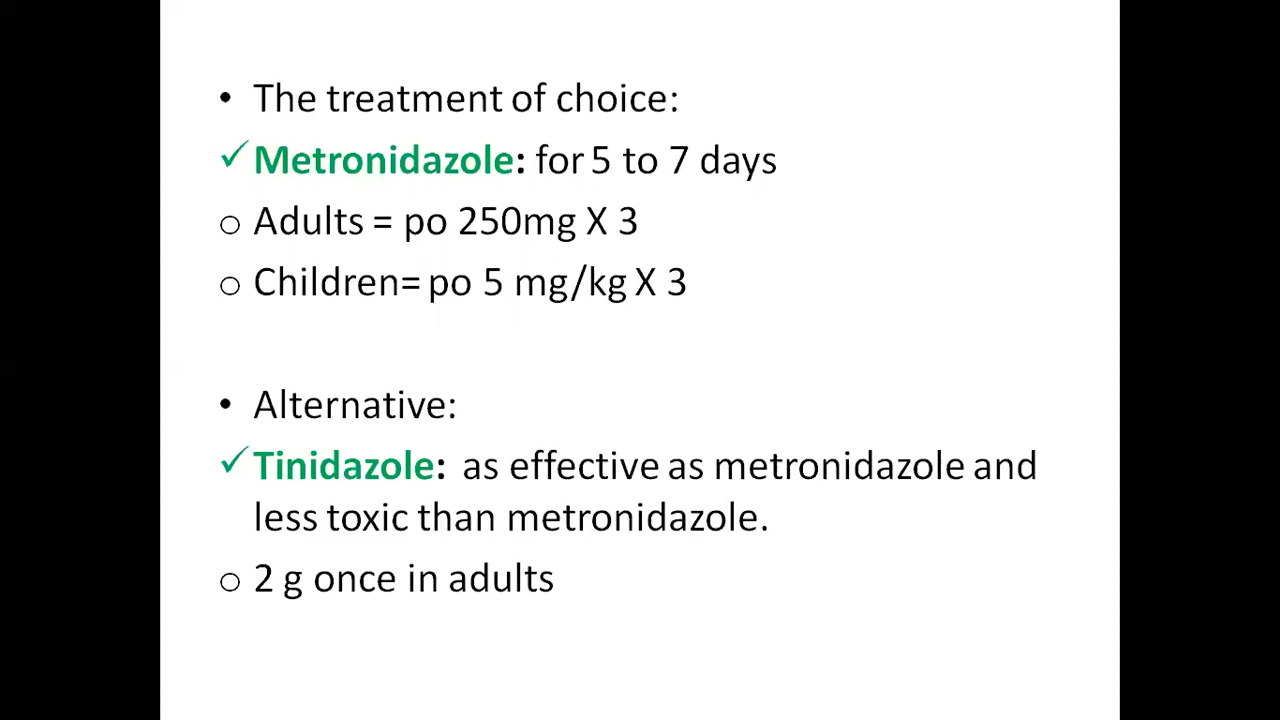 • The treatment of choice:
✓ Metronidazole: for 5 to 7 days
o Adults = po 250mg X 3
o Children= po 5 mg/kg X 3
• Alternative:
✓ Tinidazole: as effective as metronidazole and
less toxic than metronidazole.
o 2 g once in adults